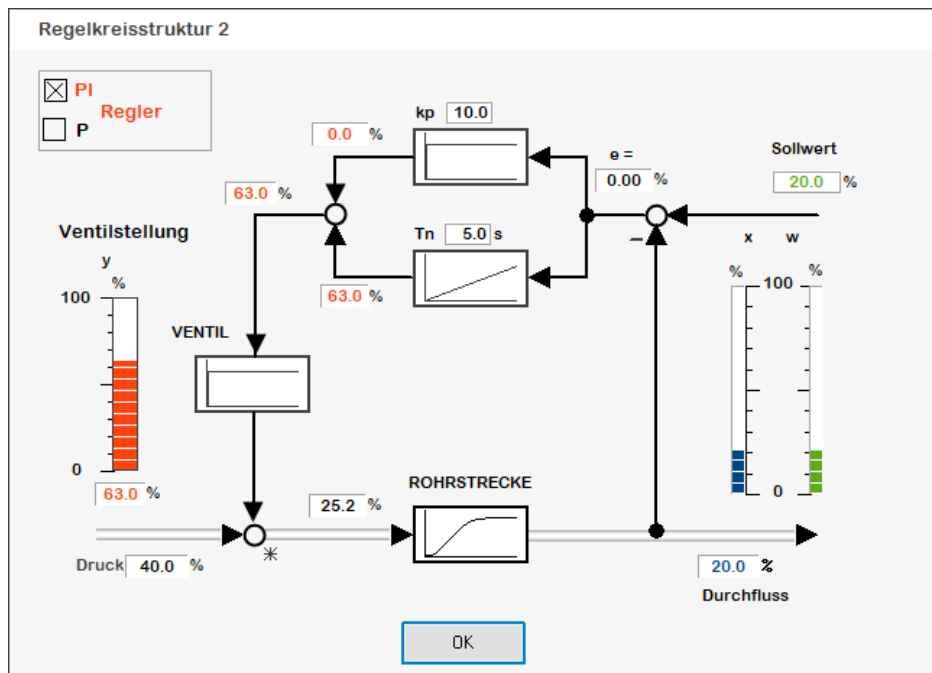 Regelkreisstruktur 2
PI
Regler
P
kp 10.0
0.0 %
e =
0.00 %
Sollwert
20.0 %
63.0 %
Ventilstellung
y
%
100
0
63.0 %
Tn 5.0 s
63.0 %
–
x w
% %
100
0
VENTIL
ROHRSTRECKE
25.2 %
*
Druck 40.0 %
20.0 %
Durchfluss
OK